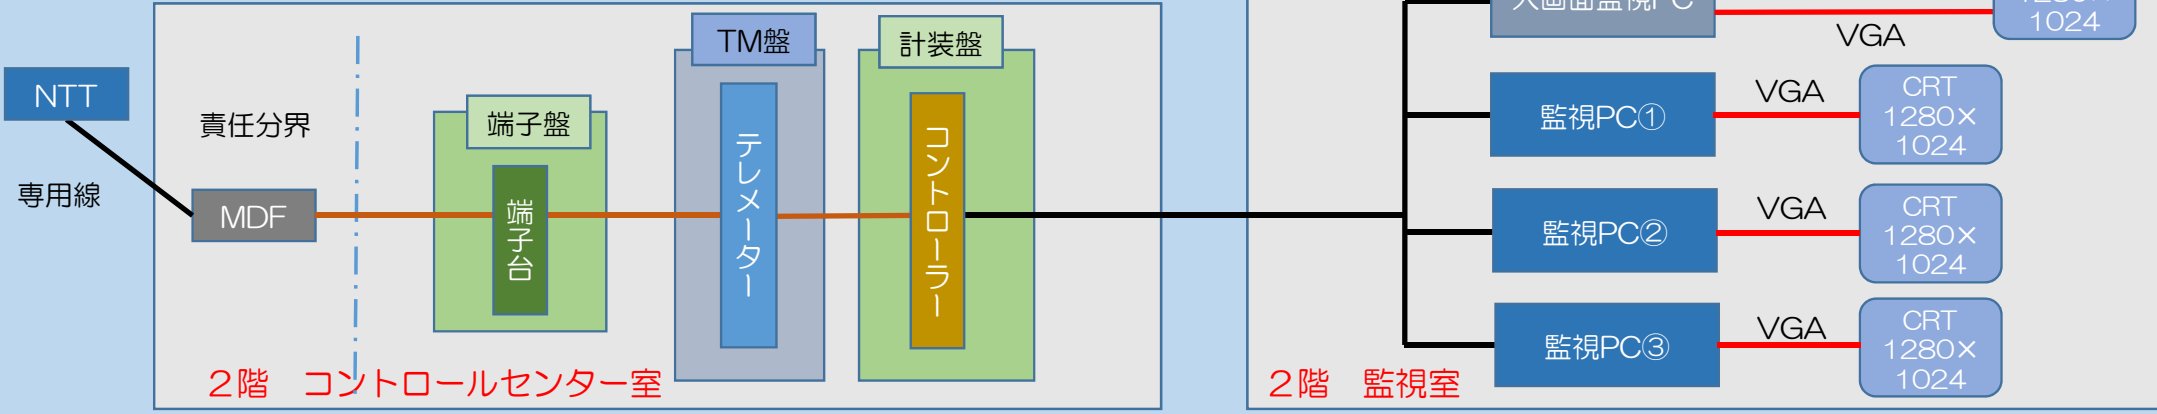 NTT
専用線
責任分界
MDF
端子盤
端子台
TM盤
テレメーター
計装盤
コントローラー
2階 コントロールセンター室
VGA
1024
監視PC①
VGA
CRT
1280×
1024
監視PC②
VGA
CRT
1280×
1024
監視PC③
VGA
CRT
1280×
1024
2階 監視室